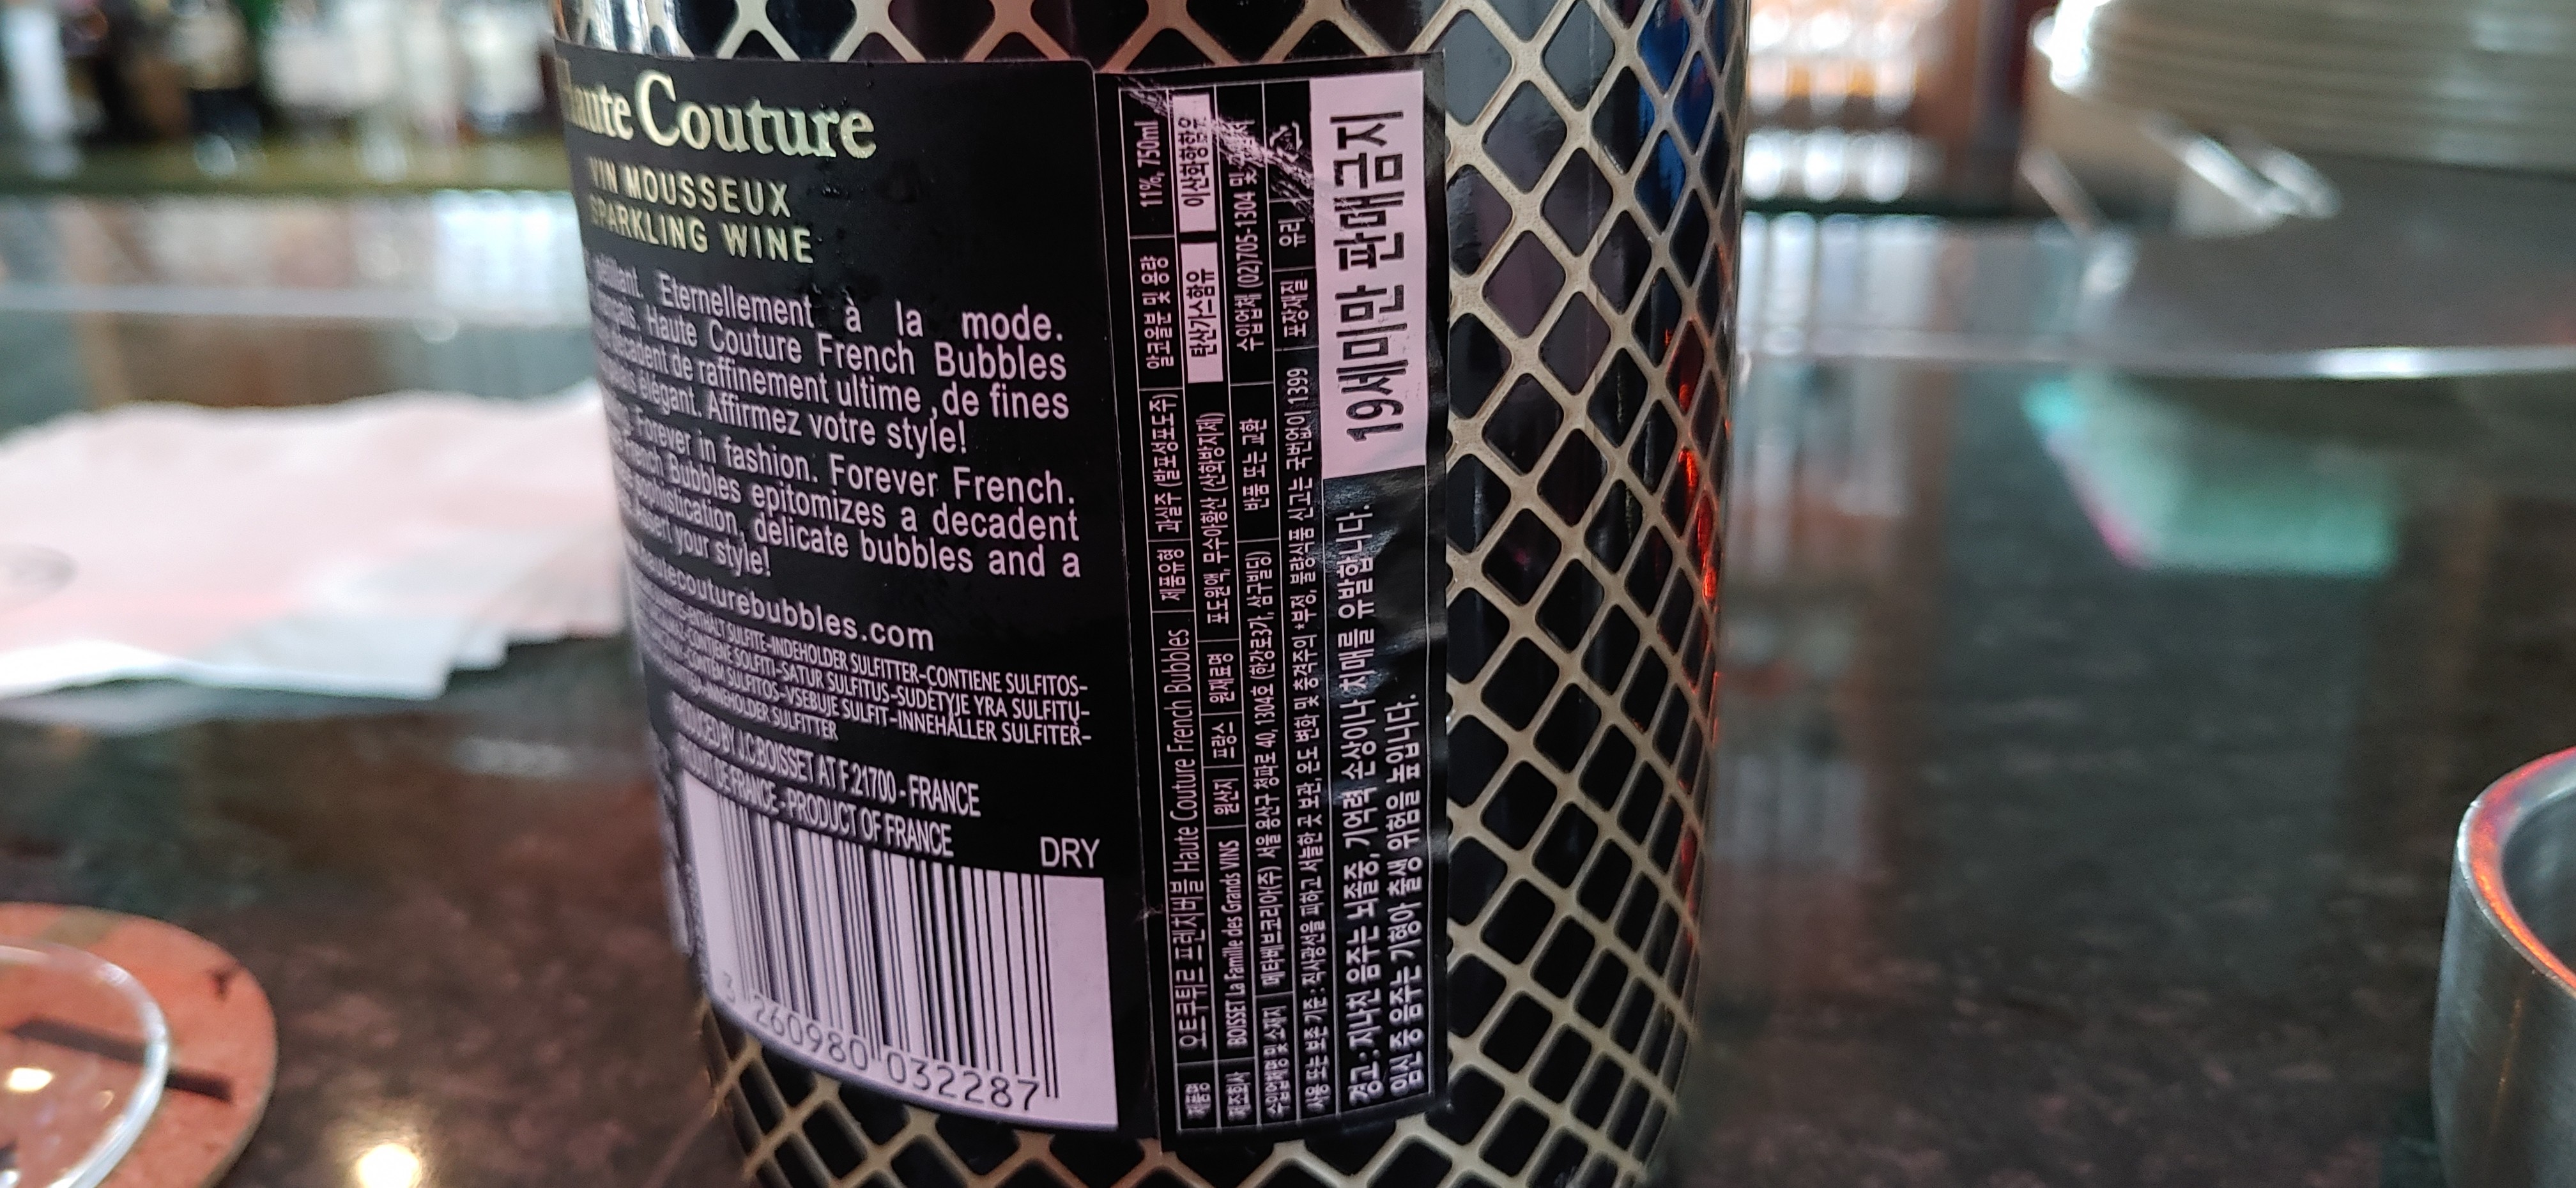 Haute Couture
VIN MOUSSEUX
SPARKLING WINE
Eternellement à la mode.
Haute Couture French Bubbles
décadent de raffinement ultime, de fines
élégant. Affirmez votre style!
Forever in fashion. Forever French.
French Bubbles epitomizes a decadent
sophistication, delicate bubbles and a
your style!
hautecouturebubbles.com
ENTHÄLT SULFITE-INDEHOLDER SULFITTER-CONTIENE SULFITOS-
CONTIENE SOLFITI-SATUR SULFITUS-SUDĖTYJE YRA SULFITŲ-
CONTÉM SULFITOS-VSEBUJE SULFIT-INNEHÅLLER SULFITER-
INNEHOLDER SULFITTER
BY J.C.BOISSET AT F.21700 - FRANCE
DE FRANCE - PRODUCT OF FRANCE
DRY
3 260980 032287
제품명 오트쿠튀르 프렌치버블 Haute Couture French Bubbles 제품유형 과실주 (발포성포도주) 알코올분 및 용량 11%, 750ml
제조회사 BOISSET La Famille des Grands VINS 원산지 프랑스 원재료명 포도원액, 무수아황산 (산화방지제) 탄산가스함유 이산화황함유
수입업체명 및 소재지 메타베브코리아(주) 서울 용산구 청파로 40, 1304호 (한강로3가, 삼구빌딩) 반품 또는 교환 수입업체 (02)705-1304 및
사용 또는 보존 기준 : 직사광선을 피하고 서늘한 곳 보관, 온도 변화 및 충격주의 *부정, 불량식품 신고는 국번없이 1399 포장재질 유리
경고 : 지나친 음주는 뇌졸중, 기억력 손상이나 치매를 유발합니다.
임신 중 음주는 기형아 출생 위험을 높입니다.
19세미만 판매금지